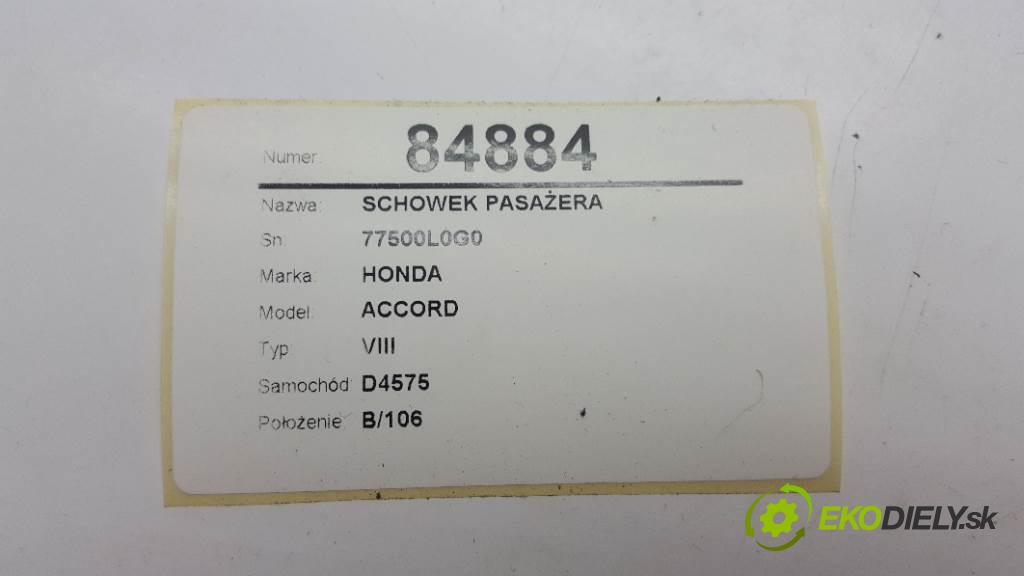 Numer: 84884
Nazwa: SCHOWEK PASAŻERA
Sn: 77500L0G0
Marka: HONDA
Model: ACCORD
Typ: VIII
Samochód: D4575
Położenie: B/106
EKODIELY.sk